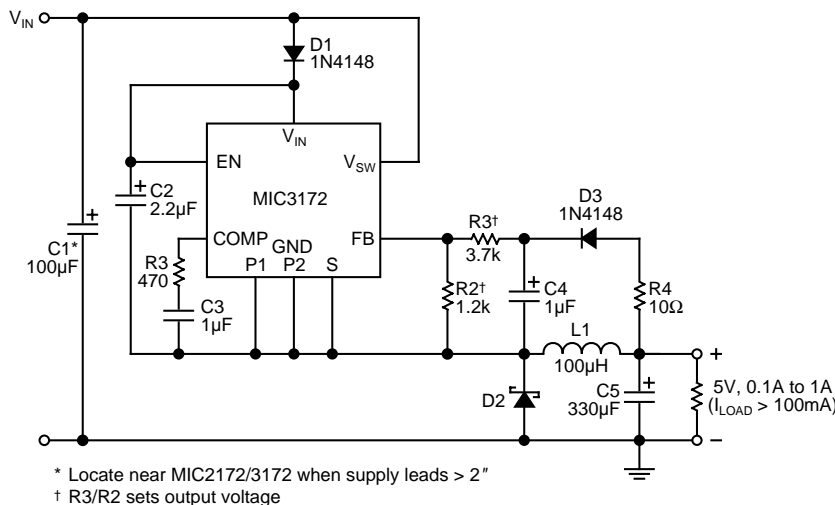 VIN
D1
1N4148
VIN
EN
VSW
C2
2.2µF
MIC3172
D3
1N4148
C1*
100µF
COMP
GND
FB
R3†
3.7k
R3
470
P1
P2
S
R2†
1.2k
C4
1µF
R4
10Ω
C3
1µF
L1
100µH
+
D2
C5
330µF
5V, 0.1A to 1A
(ILOAD > 100mA)
–
* Locate near MIC2172/3172 when supply leads > 2"
† R3/R2 sets output voltage